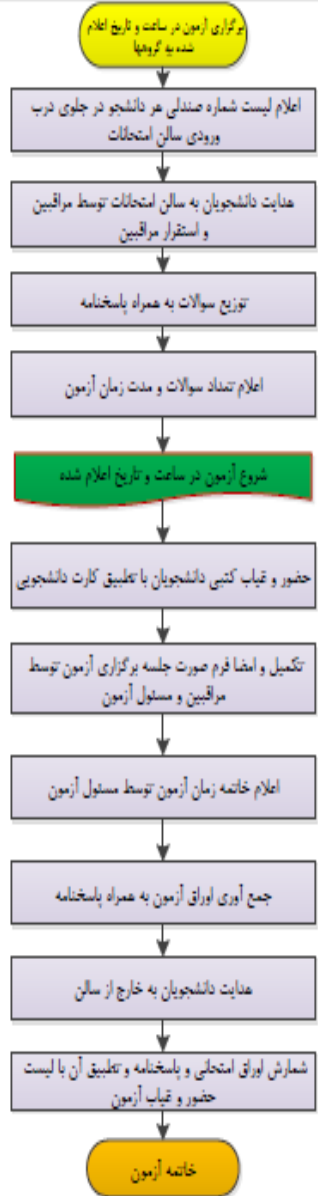 برگزاری آزمون در ساعت و تاریخ اعلام
شده به گروهها
اعلام لیست شماره صندلی هر دانشجو در جلوی درب
ورودی سالن امتحانات
هدایت دانشجویان به سالن امتحانات توسط مراقبین
و استقرار مراقبین
توزیع سوالات به همراه پاسخنامه
اعلام تعداد سوالات و مدت زمان آزمون
شروع آزمون در ساعت و تاریخ اعلام شده
حضور و غیاب کتبی دانشجویان با تطبیق کارت دانشجویی
تکمیل و امضا فرم صورت جلسه برگزاری آزمون توسط
مراقبین و مسئول آزمون
اعلام خاتمه زمان آزمون توسط مسئول آزمون
جمع آوری اوراق آزمون به همراه پاسخنامه
هدایت دانشجویان به خارج از سالن
شمارش اوراق امتحانی و پاسخنامه و تطبیق آن با لیست
حضور و غیاب آزمون
خاتمه آزمون